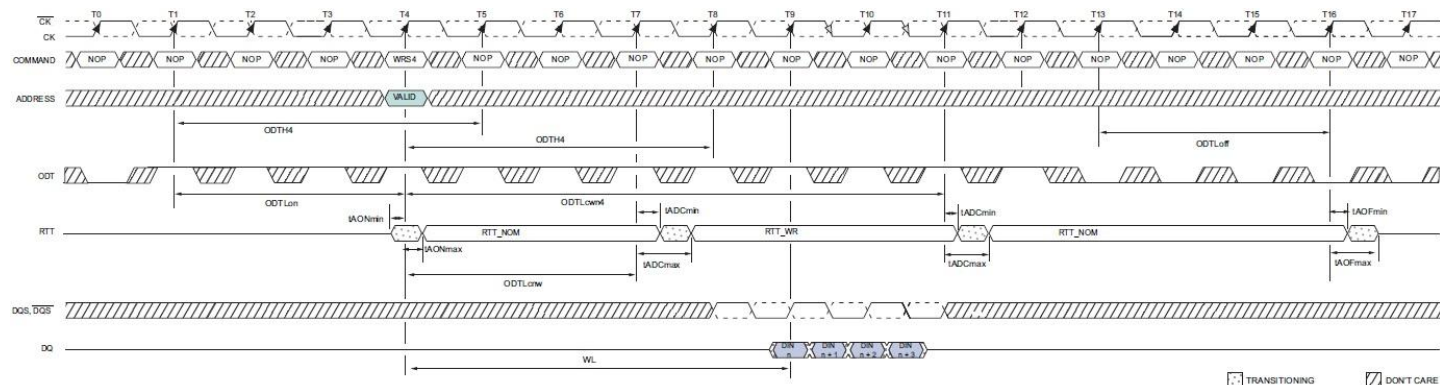 T0 T1 T2 T3 T4 T5 T6 T7 T8 T9 T10 T11 T12 T13 T14 T15 T16 T17
CK
CK
COMMAND NOP NOP NOP NOP WRS4 NOP NOP NOP NOP NOP NOP NOP NOP NOP NOP NOP NOP NOP
ADDRESS VALID
ODTH4
ODTH4
ODTLoff
ODT
ODTLon ODTLcwn4
tAONmin tADCmin tADCmin tAOFmin
RTT RTT_NOM RTT_WR RTT_NOM
tAONmax tADCmax tADCmax tAOFmax
ODTLcnw
DQS, DQS
DQ DIN n DIN n + 1 DIN n + 2 DIN n + 3
WL
TRANSITIONING DON'T CARE